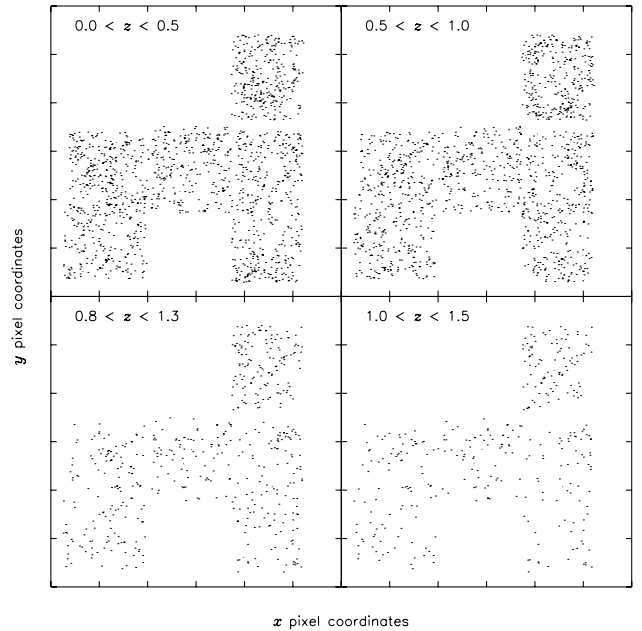 0.0 < z < 0.5
0.5 < z < 1.0
0.8 < z < 1.3
1.0 < z < 1.5
y pixel coordinates
x pixel coordinates